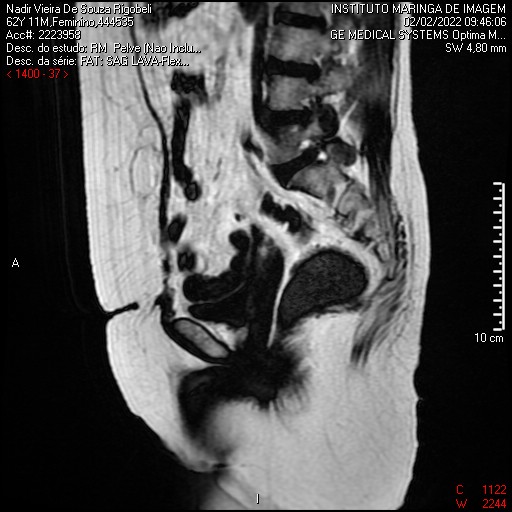 Nadir Vieira De Souza Rigobeli
62Y 11M,Feminino,444535
Acc#: 2223953
Desc. do estudo: RM Pelve (Nao Inclu...
Desc. da série: FAT: SAG LAVA-Flex...
< 1400 - 37 >
INSTITUTO MARINGA DE IMAGEM
02/02/2022 09:46:06
GE MEDICAL SYSTEMS Optima M...
SW 4,80 mm
A
10 cm
I
C 1122
W 2244